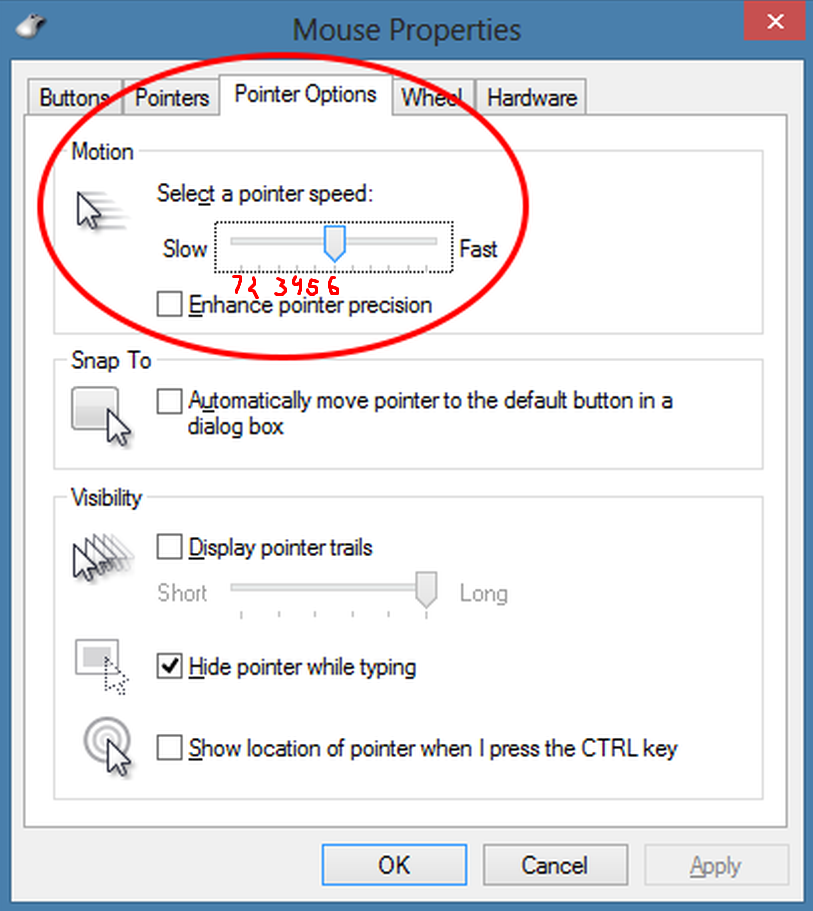 Mouse Properties
Buttons Pointers Pointer Options Wheel Hardware
Motion
Select a pointer speed:
Slow Fast
3 4 5 6
Enhance pointer precision
Snap To
Automatically move pointer to the default button in a
dialog box
Visibility
Display pointer trails
Short Long
Hide pointer while typing
Show location of pointer when I press the CTRL key
OK Cancel Apply